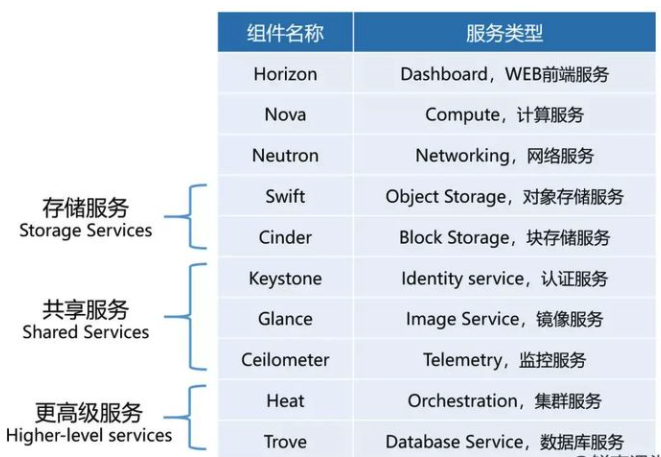 组件名称 服务类型
Horizon Dashboard，WEB前端服务
Nova Compute，计算服务
Neutron Networking，网络服务
存储服务
Storage Services
Swift Object Storage，对象存储服务
Cinder Block Storage，块存储服务
共享服务
Shared Services
Keystone Identity service，认证服务
Glance Image Service，镜像服务
Ceilometer Telemetry，监控服务
更高级服务
Higher-level services
Heat Orchestration，集群服务
Trove Database Service，数据库服务